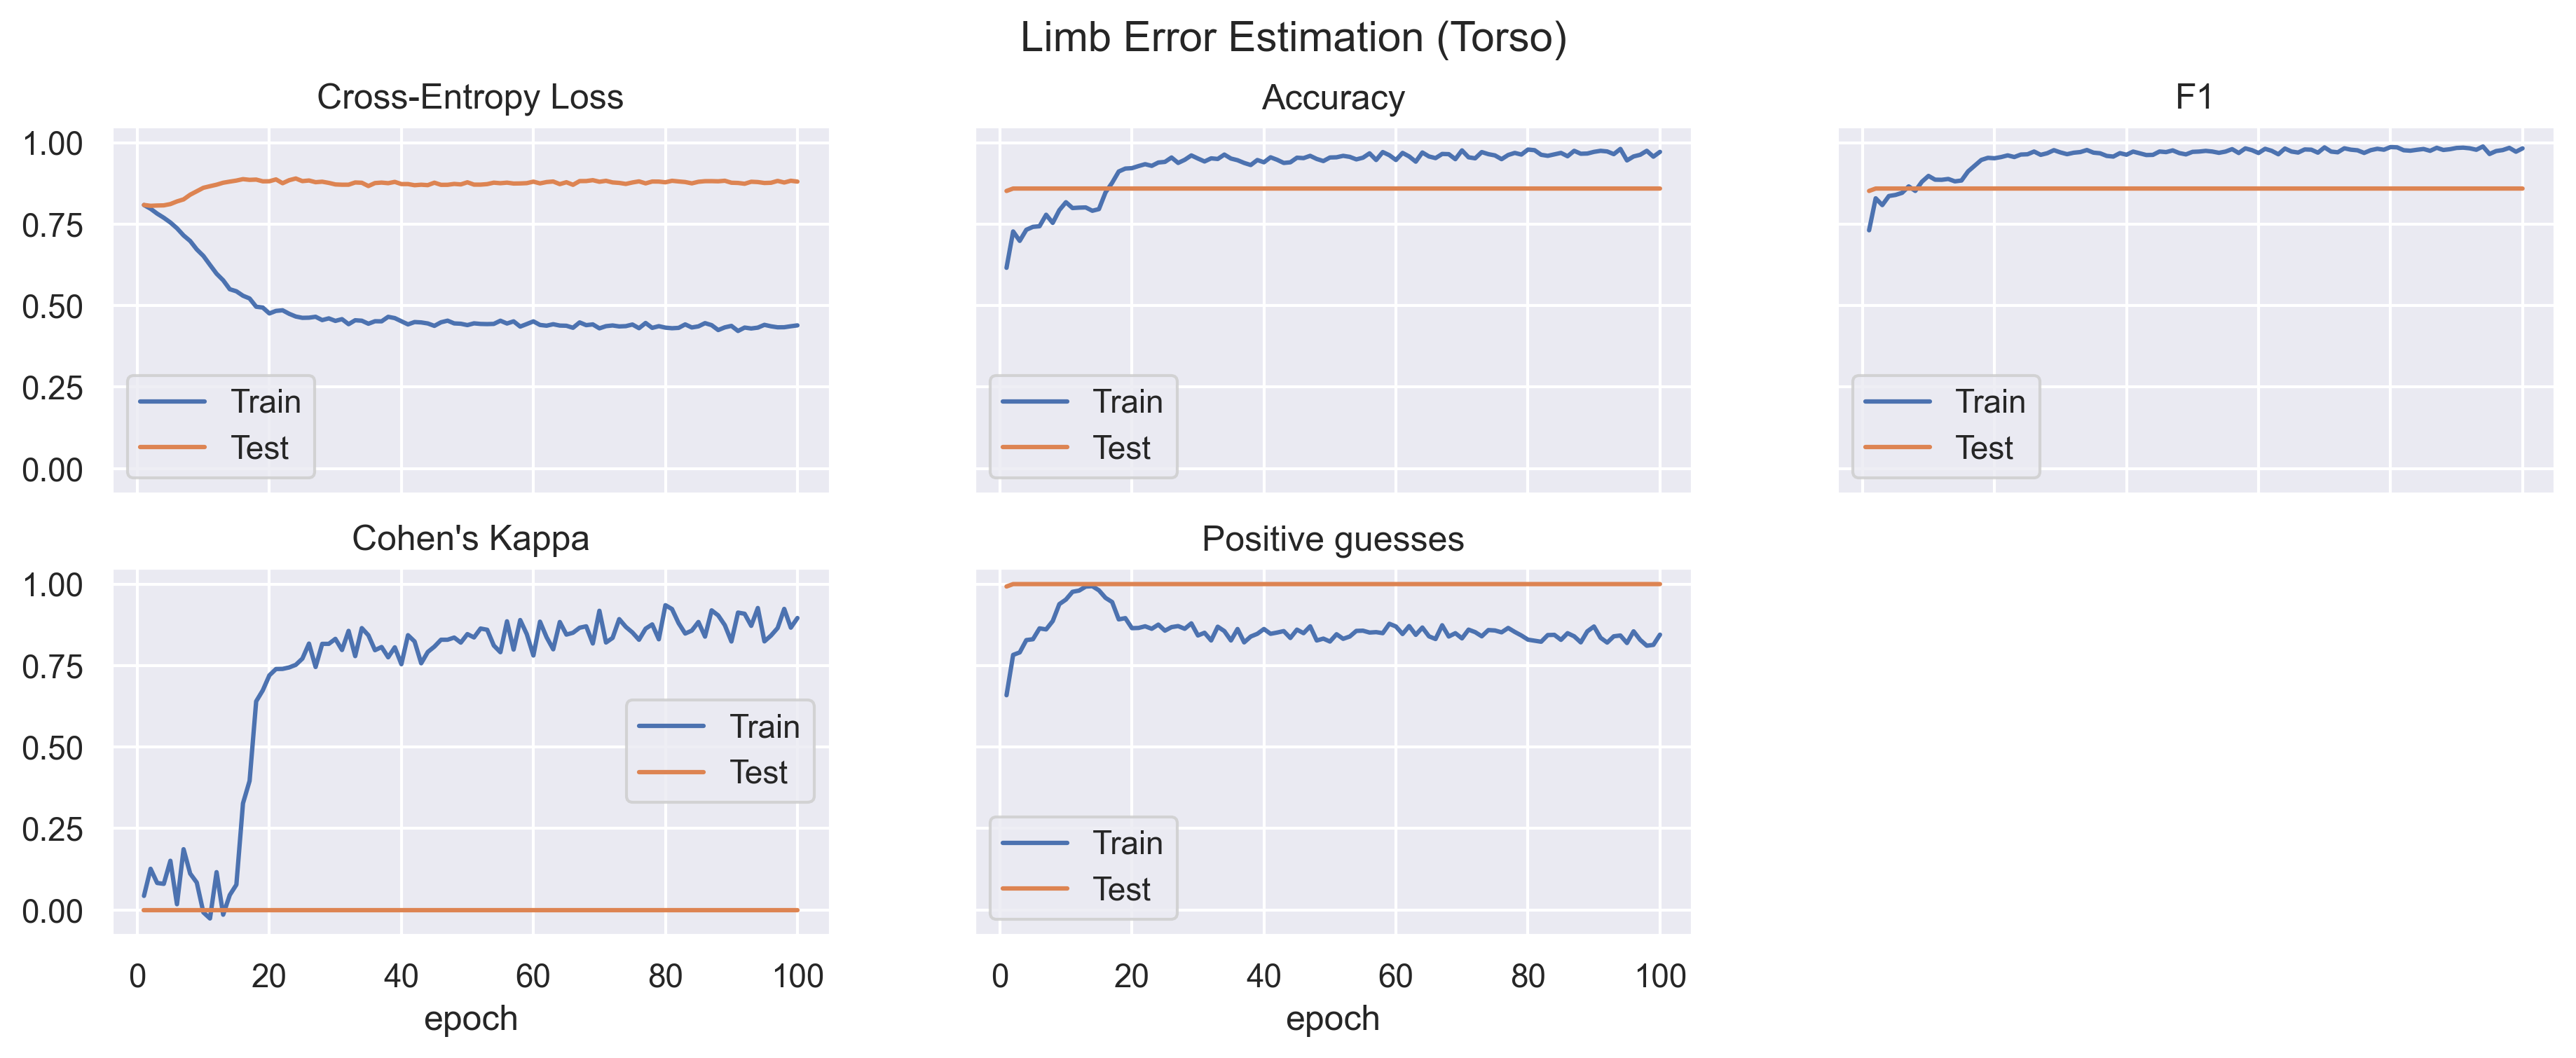 Limb Error Estimation (Torso)
Cross-Entropy Loss
1.00
0.75
0.50
0.25
0.00
Train
Test
Accuracy
Train
Test
F1
Train
Test
Cohen's Kappa
1.00
0.75
0.50
0.25
0.00
Train
Test
0 20 40 60 80 100
epoch
Positive guesses
Train
Test
0 20 40 60 80 100
epoch